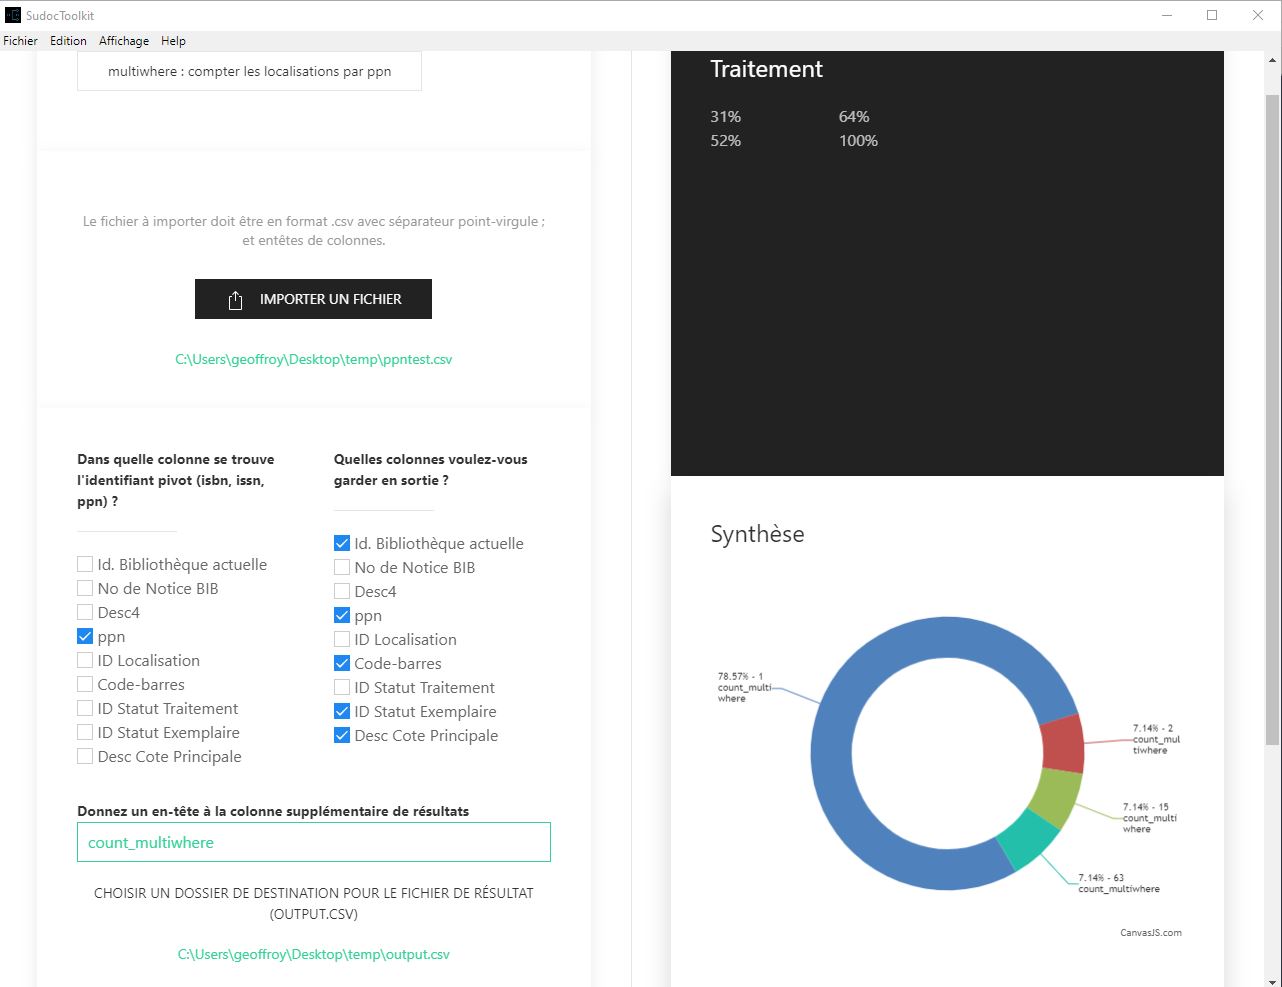 SudocToolkit
Fichier Edition Affichage Help
multiwhere : compter les localisations par ppn
Le fichier à importer doit être en format .csv avec séparateur point-virgule ;
et entêtes de colonnes.
IMPORTER UN FICHIER
C:\Users\geoffroy\Desktop\temp\ppntest.csv
Dans quelle colonne se trouve
l'identifiant pivot (isbn, issn,
ppn) ?
Id. Bibliothèque actuelle
No de Notice BIB
Desc4
ppn
ID Localisation
Code-barres
ID Statut Traitement
ID Statut Exemplaire
Desc Cote Principale
Quelles colonnes voulez-vous
garder en sortie ?
Id. Bibliothèque actuelle
No de Notice BIB
Desc4
ppn
ID Localisation
Code-barres
ID Statut Traitement
ID Statut Exemplaire
Desc Cote Principale
Donnez un en-tête à la colonne supplémentaire de résultats
count_multiwhere
CHOISIR UN DOSSIER DE DESTINATION POUR LE FICHIER DE RÉSULTAT
(OUTPUT.CSV)
C:\Users\geoffroy\Desktop\temp\output.csv
Traitement
31% 64%
52% 100%
Synthèse
78.57% - 1
count_multi
where
7.14% - 2
count_mul
tiwhere
7.14% - 15
count_multi
where
7.14% - 63
count_multiwhere
CanvasJS.com